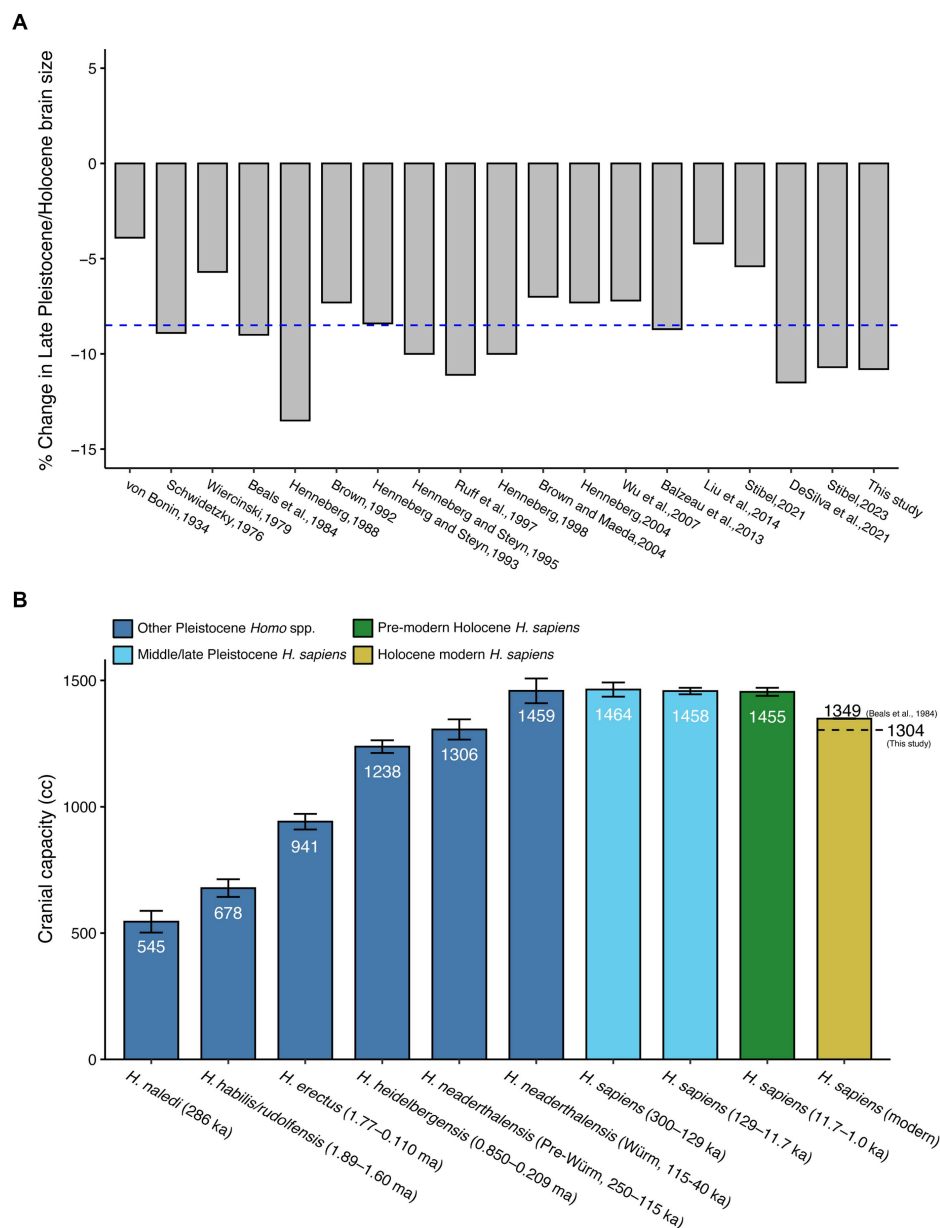 A
% Change in Late Pleistocene/Holocene brain size
5
0
−5
−10
−15
von Bonin,1934
Schwidetzky,1976
Wiercinski,1979
Beals et al.,1984
Henneberg,1988
Brown,1992
Henneberg and Steyn,1993
Henneberg and Steyn,1995
Ruff et al.,1997
Henneberg,1998
Brown and Maeda,2004
Henneberg,2004
Wu et al.,2007
Balzeau et al.,2013
Liu et al.,2014
Stibel,2021
DeSilva et al.,2021
Stibel,2023
This study
B
Other Pleistocene Homo spp.
Pre-modern Holocene H. sapiens
Middle/late Pleistocene H. sapiens
Holocene modern H. sapiens
Cranial capacity (cc)
1500
1000
500
0
545
678
941
1238
1306
1459
1464
1458
1455
1349 (Beals et al., 1984)
1304
(This study)
H. naledi (286 ka)
H. habilis/rudolfensis (1.89–1.60 ma)
H. erectus (1.77–0.110 ma)
H. heidelbergensis (0.850–0.209 ma)
H. neaderthalensis (Pre-Würm, 250–115 ka)
H. neaderthalensis (Würm, 115-40 ka)
H. sapiens (300–129 ka)
H. sapiens (129–11.7 ka)
H. sapiens (11.7–1.0 ka)
H. sapiens (modern)